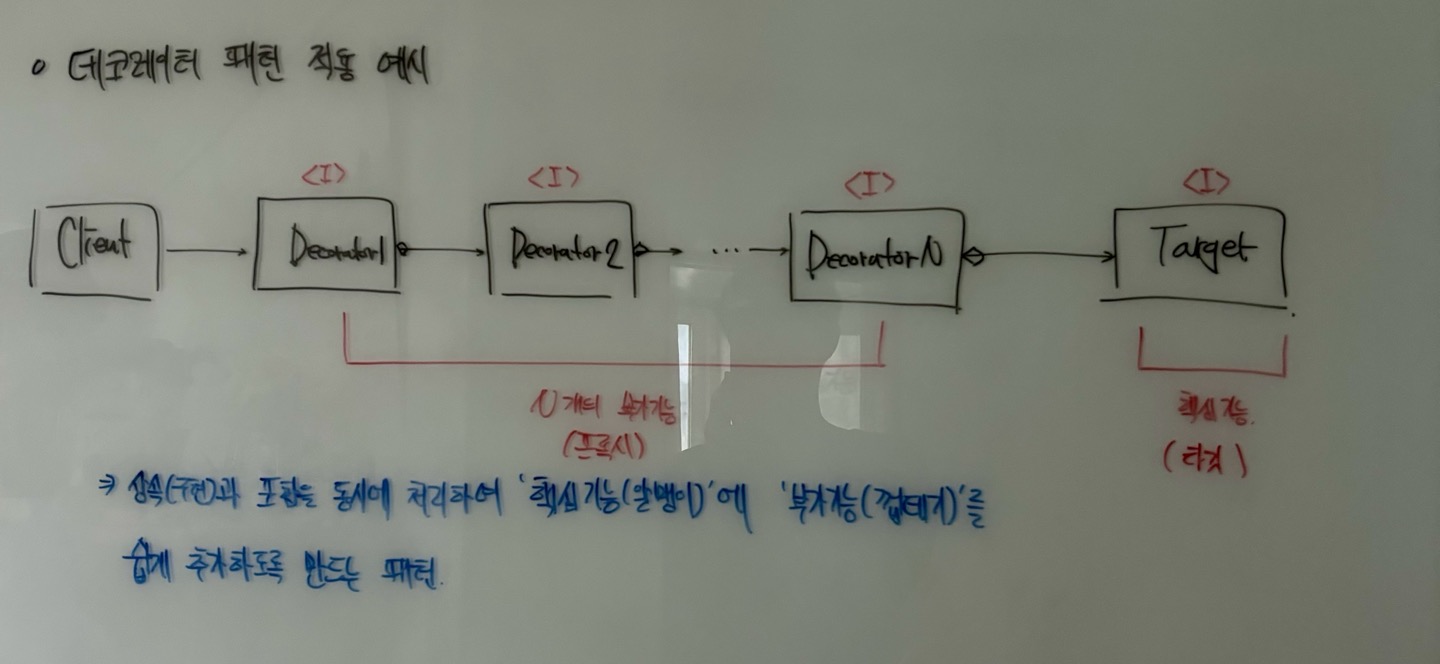 o 데코레이터 패턴 작동 예시
<I> <I> <I> <I>
Client Decorator1 Decorator2 ... DecoratorN Target
N개의 부가기능 핵심기능.
(프록시) (타겟)
⇒ 상속(구현)과 포함을 동시에 처리하여 '핵심기능(알맹이)'에 '부가기능(껍데기)'를
쉽게 추가하도록 만드는 패턴.